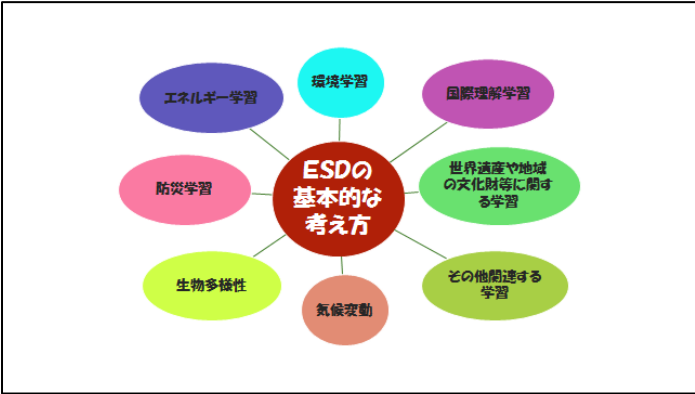 環境学習
エネルギー学習
国際理解学習
ESDの
基本的な
考え方
世界遺産や地域
の文化財等に関す
る学習
防災学習
生物多様性
その他関連する
学習
気候変動